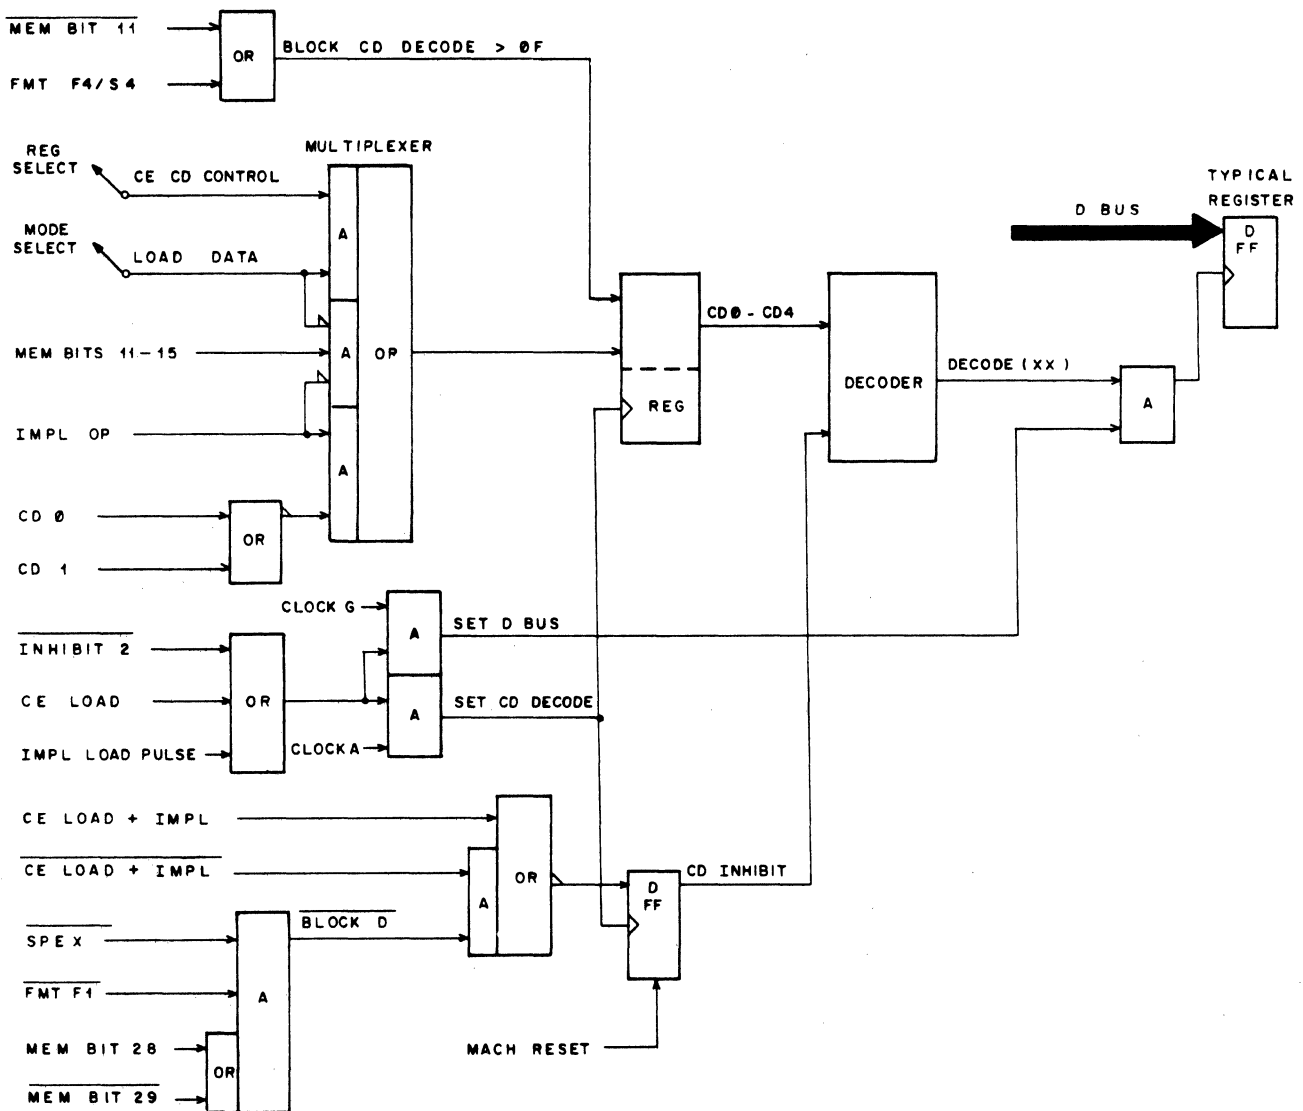 MEM BIT 11
OR
BLOCK CD DECODE > 0F
FMT F4/S4
REG
SELECT
CE CD CONTROL
MULTIPLEXER
A
MODE
SELECT
LOAD DATA
MEM BITS 11-15
A
OR
IMPL OP
A
CD 0
OR
CD 1
REG
CD0 - CD4
DECODER
DECODE (XX)
A
D BUS
TYPICAL
REGISTER
D
FF
CLOCK G
A
SET D BUS
INHIBIT 2
CE LOAD
OR
A
SET CD DECODE
IMPL LOAD PULSE
CLOCK A
CE LOAD + IMPL
CE LOAD + IMPL
OR
A
D
FF
CD INHIBIT
BLOCK D
SPEX
FMT F1
A
MEM BIT 28
OR
MEM BIT 29
MACH RESET